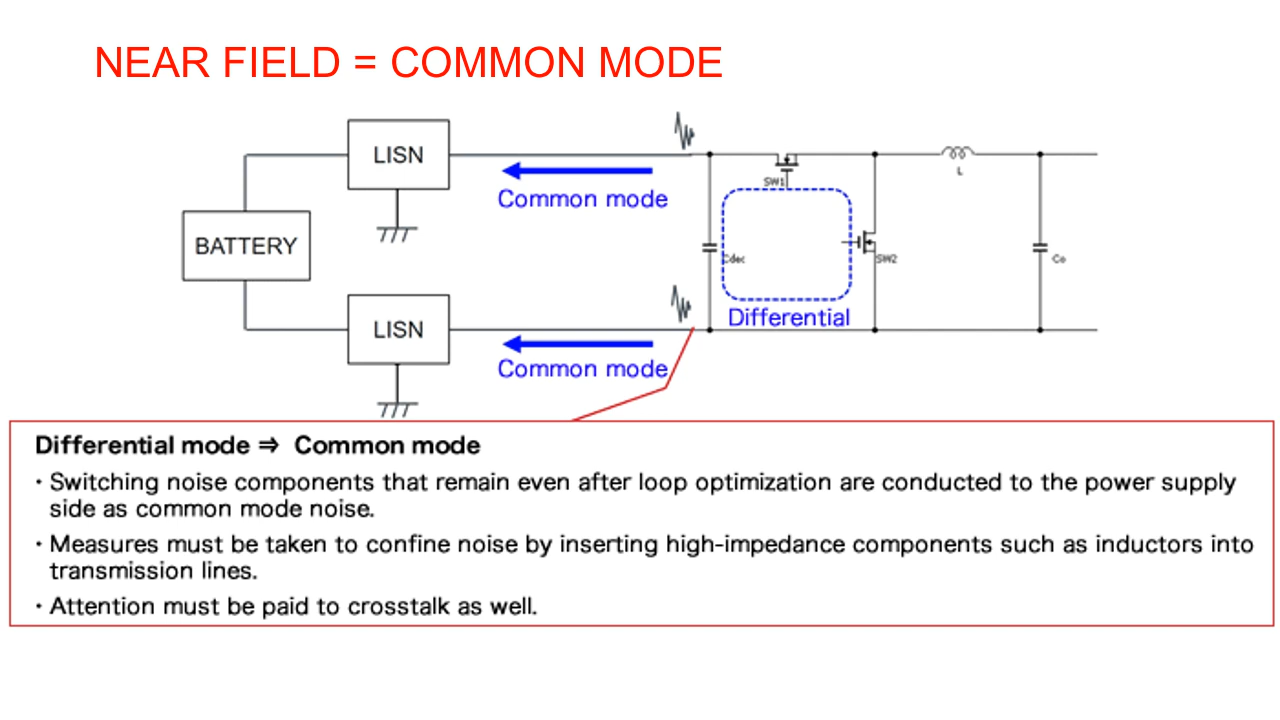 NEAR FIELD = COMMON MODE
LISN
Common mode
SW1
L
BATTERY
Cdec
SW2
Co
LISN
Differential
Common mode
Differential mode ⇒ Common mode
・Switching noise components that remain even after loop optimization are conducted to the power supply
side as common mode noise.
・Measures must be taken to confine noise by inserting high-impedance components such as inductors into
transmission lines.
・Attention must be paid to crosstalk as well.